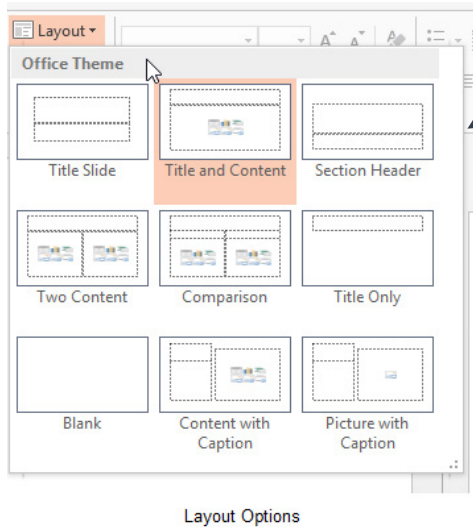 Layout
Office Theme
Title Slide
Title and Content
Section Header
Two Content
Comparison
Title Only
Blank
Content with
Caption
Picture with
Caption
Layout Options